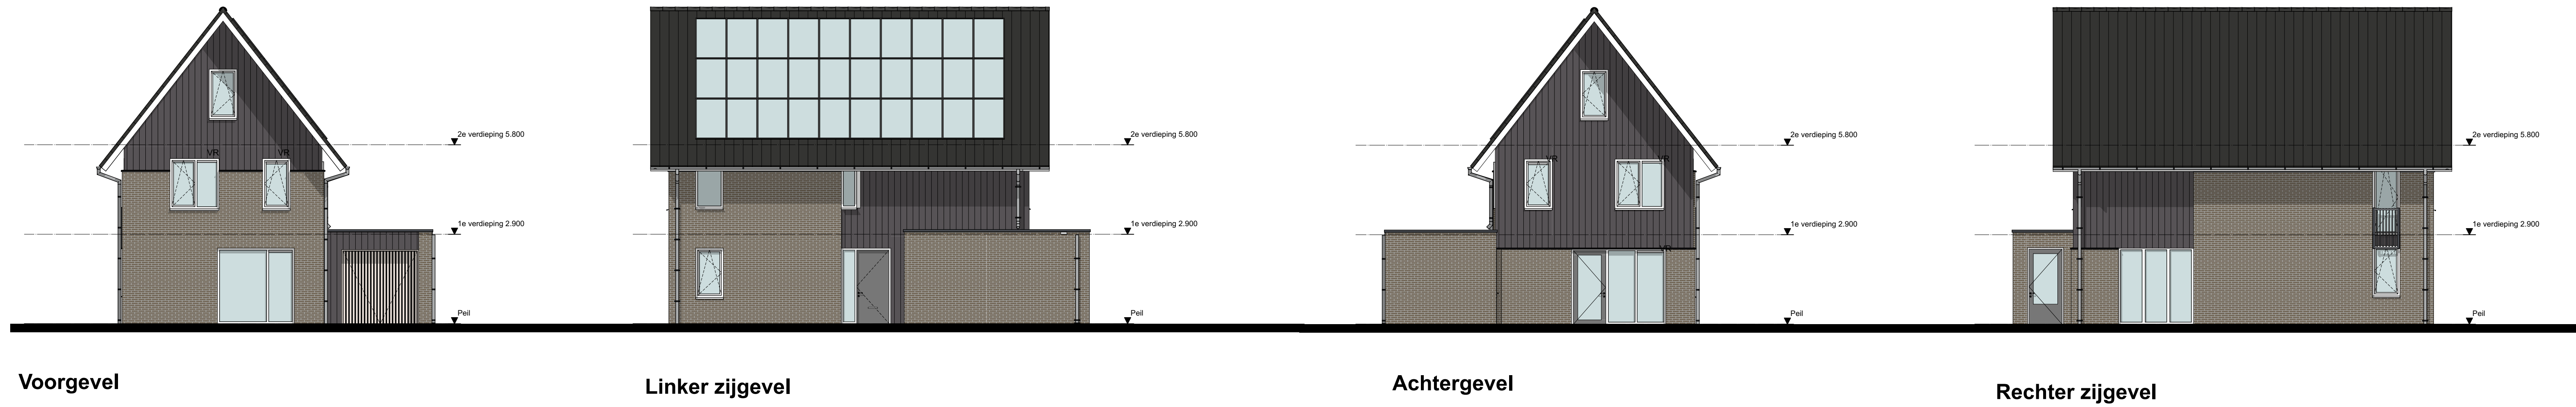 2e verdieping 5.800
VR VR
1e verdieping 2.900
Peil
Voorgevel
2e verdieping 5.800
1e verdieping 2.900
Peil
Linker zijgevel
2e verdieping 5.800
VR VR
1e verdieping 2.900
VR
Peil
Achtergevel
2e verdieping 5.800
1e verdieping 2.900
Peil
Rechter zijgevel